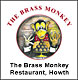 THE BRASS MONKEY
The Brass Monkey
Restaurant, Howth